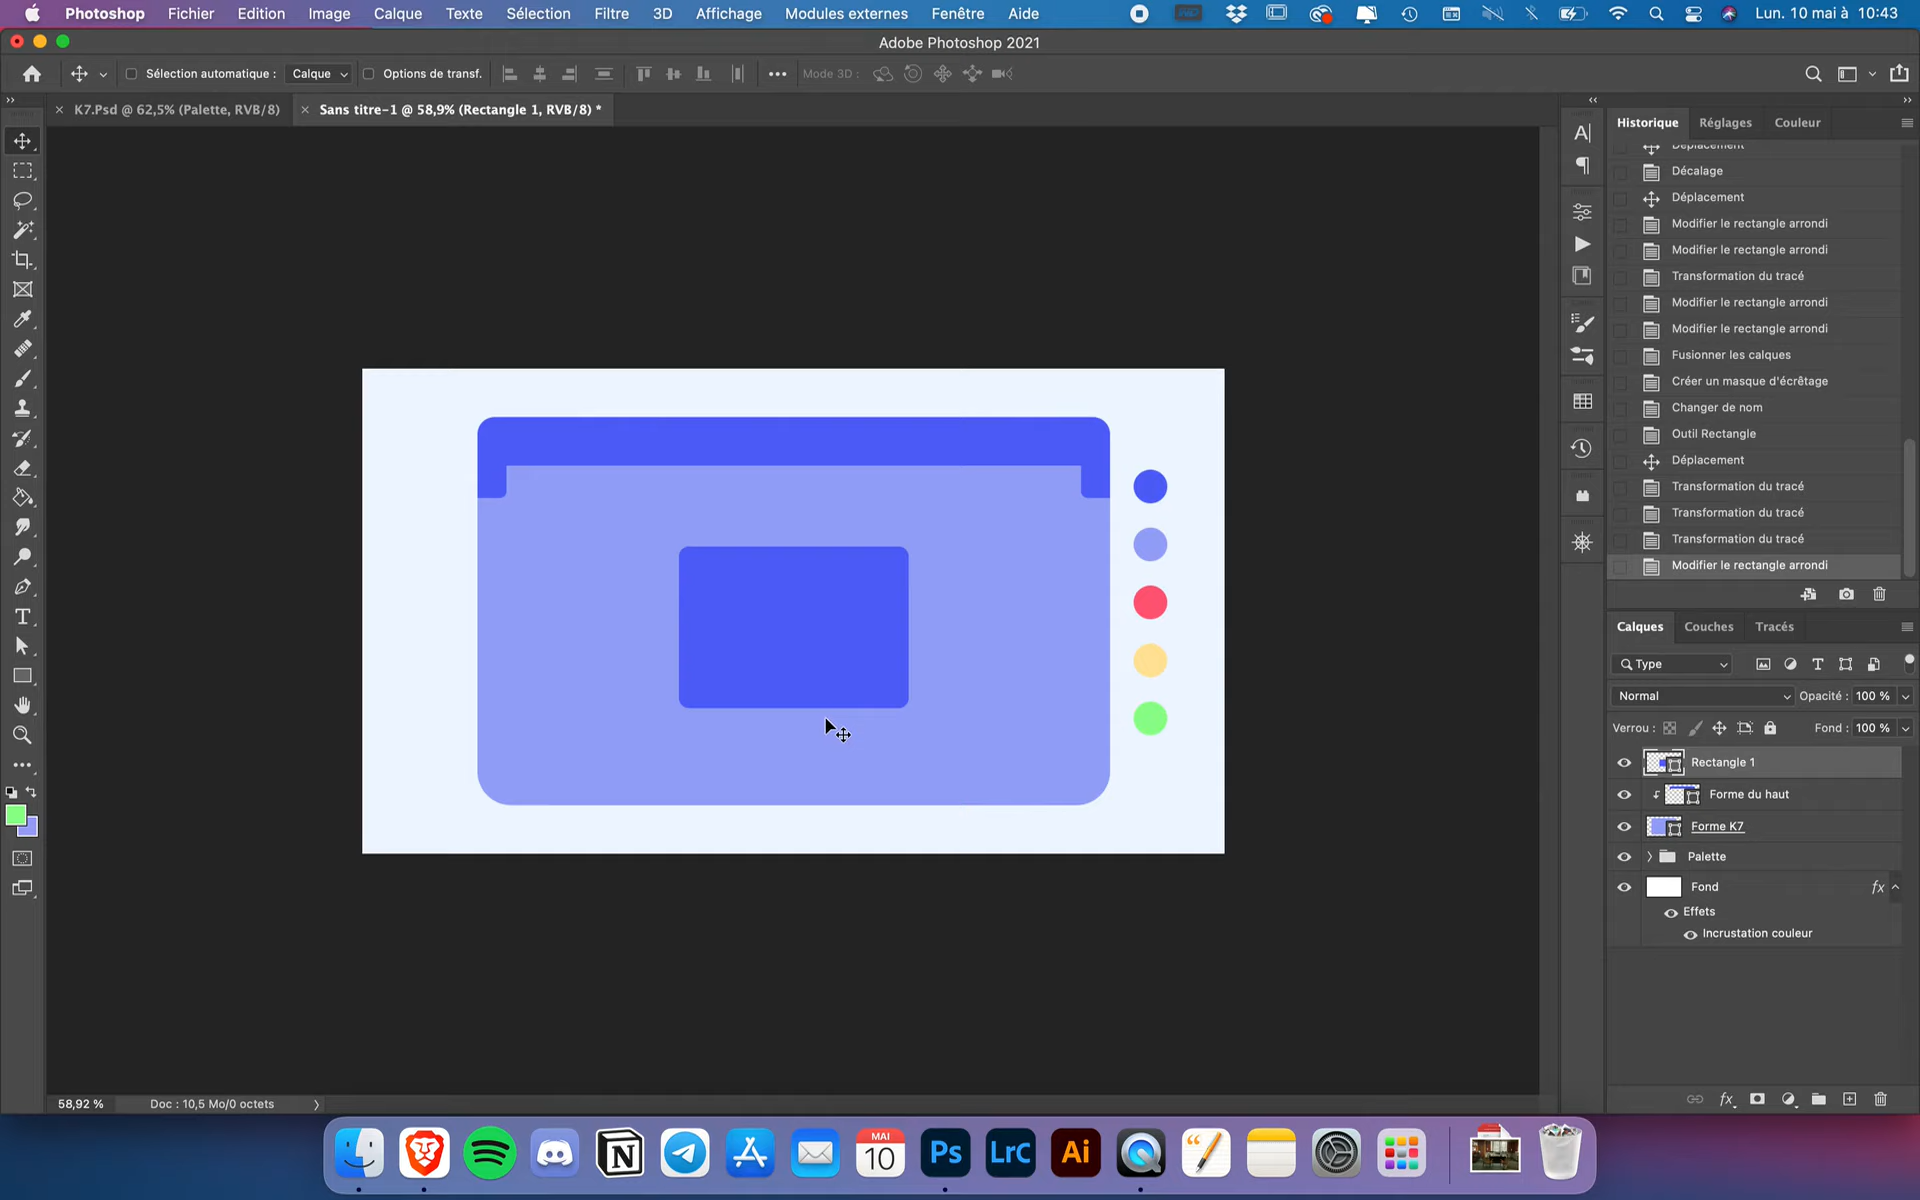 Photoshop Fichier Edition Image Calque Texte Sélection Filtre 3D Affichage Modules externes Fenêtre Aide Lun. 10 mai à 10:43
Adobe Photoshop 2021
Sélection automatique : Calque Options de transf. Mode 3D :
K7.Psd @ 62,5% (Palette, RVB/8) Sans titre-1 @ 58,9% (Rectangle 1, RVB/8) *
Historique Réglages Couleur
Déplacement
Décalage
Déplacement
Modifier le rectangle arrondi
Modifier le rectangle arrondi
Transformation du tracé
Modifier le rectangle arrondi
Modifier le rectangle arrondi
Fusionner les calques
Créer un masque d'écrêtage
Changer de nom
Outil Rectangle
Déplacement
Transformation du tracé
Transformation du tracé
Transformation du tracé
Modifier le rectangle arrondi
Calques Couches Tracés
Type
Normal Opacité : 100 %
Verrou : Fond : 100 %
Rectangle 1
Forme du haut
Forme K7
Palette
Fond fx
Effets
Incrustation couleur
fx
58,92 % Doc : 10,5 Mo/0 octets
MAI
10
Ps LrC Ai